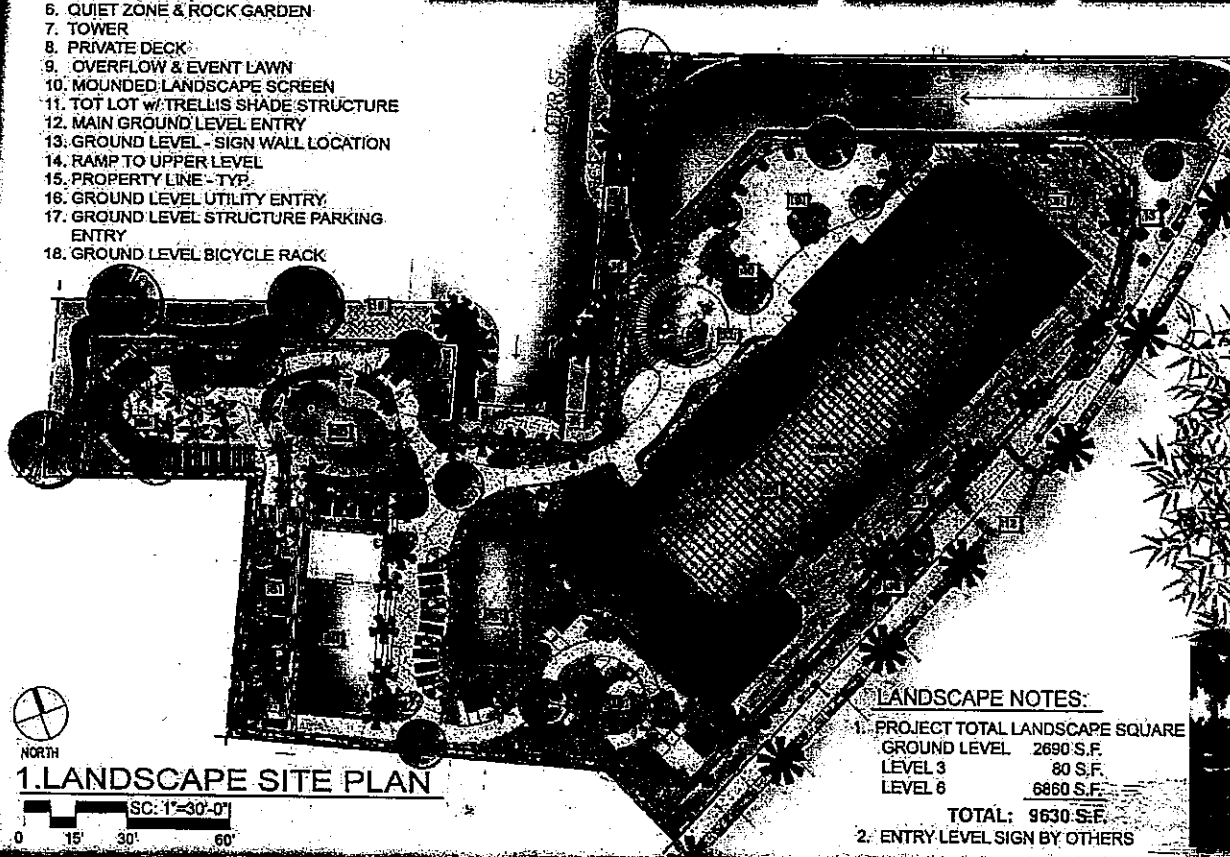 6. QUIET ZONE & ROCK GARDEN
7. TOWER
8. PRIVATE DECK
9. OVERFLOW & EVENT LAWN
10. MOUNDED LANDSCAPE SCREEN
11. TOT LOT w/ TRELLIS SHADE STRUCTURE
12. MAIN GROUND LEVEL ENTRY
13. GROUND LEVEL - SIGN WALL LOCATION
14. RAMP TO UPPER LEVEL
15. PROPERTY LINE - TYP.
16. GROUND LEVEL UTILITY ENTRY
17. GROUND LEVEL STRUCTURE PARKING
ENTRY
18. GROUND LEVEL BICYCLE RACK
NORTH
1. LANDSCAPE SITE PLAN
SC: 1"=30'-0"
0 15' 30' 60'
LANDSCAPE NOTES:
1. PROJECT TOTAL LANDSCAPE SQUARE
GROUND LEVEL 2690 S.F.
LEVEL 3 80 S.F.
LEVEL 6 6860 S.F.
TOTAL: 9630 S.F.
2. ENTRY LEVEL SIGN BY OTHERS